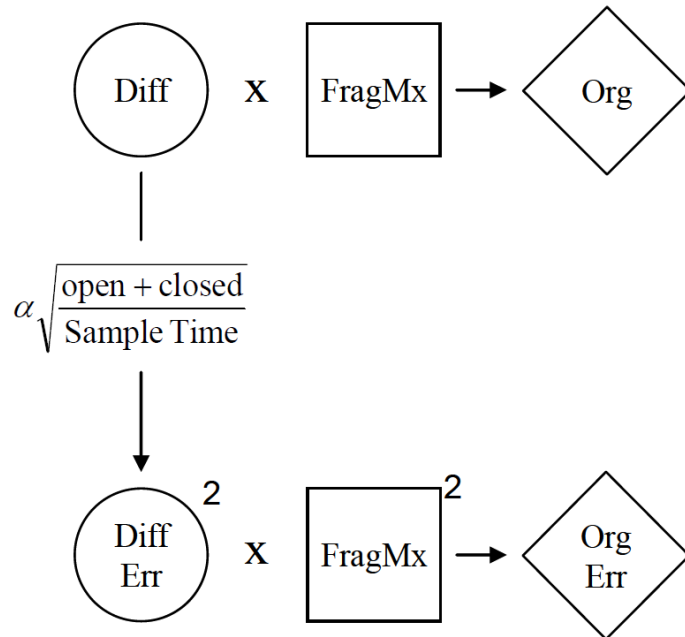 Diff x FragMx Org
α√(open + closed / Sample Time)
Diff Err 2 x FragMx 2 Org Err